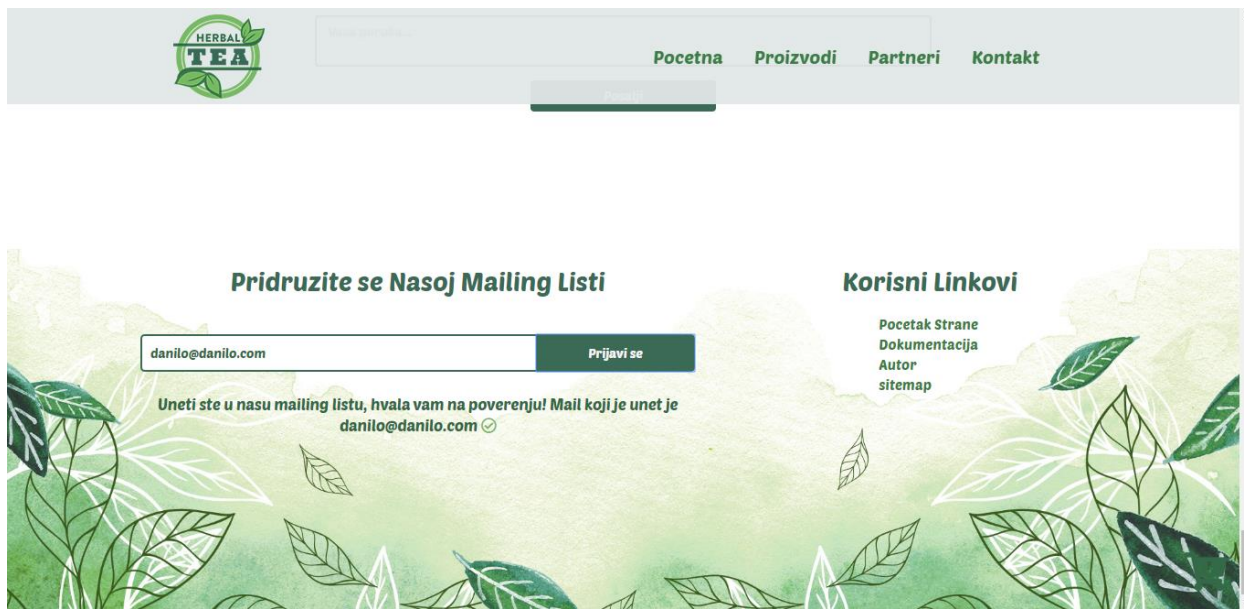 HERBAL
TEA
Pocetna Proizvodi Partneri Kontakt
Pridruzite se Nasoj Mailing Listi
danilo@danilo.com
Prijavi se
Uneti ste u nasu mailing listu, hvala vam na poverenju! Mail koji je unet je
danilo@danilo.com
Korisni Linkovi
Pocetak Strane
Dokumentacija
Autor
sitemap